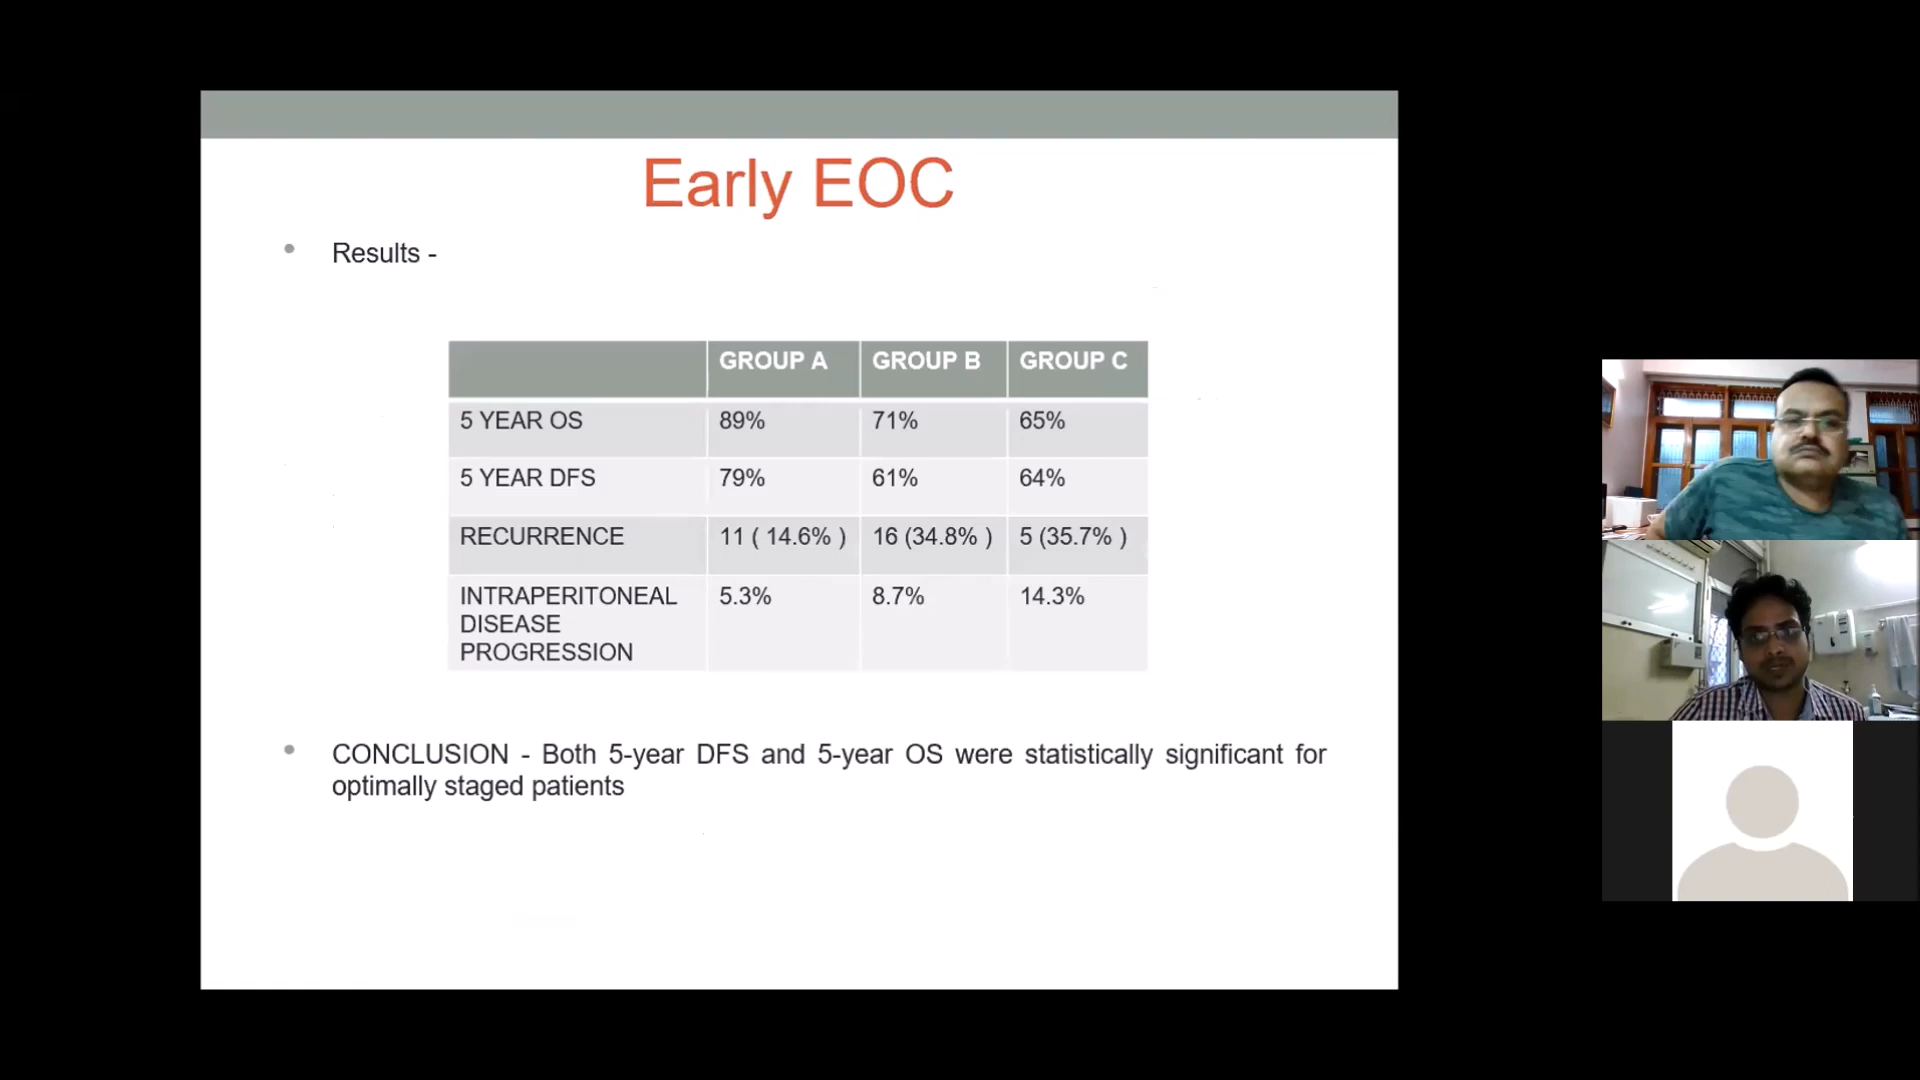 Early EOC
• Results -
GROUP A GROUP B GROUP C
5 YEAR OS 89% 71% 65%
5 YEAR DFS 79% 61% 64%
RECURRENCE 11 ( 14.6% ) 16 (34.8% ) 5 (35.7% )
INTRAPERITONEAL 5.3% 8.7% 14.3%
DISEASE
PROGRESSION
• CONCLUSION - Both 5-year DFS and 5-year OS were statistically significant for
optimally staged patients